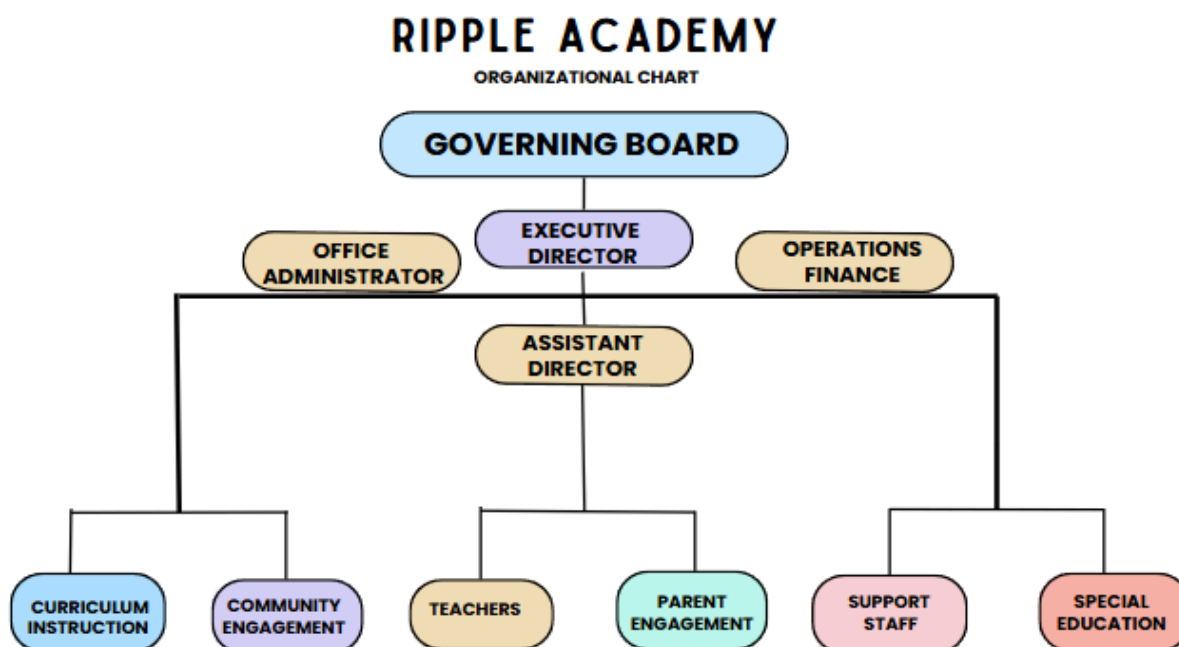 RIPPLE ACADEMY
ORGANIZATIONAL CHART
GOVERNING BOARD
EXECUTIVE
DIRECTOR
OFFICE
ADMINISTRATOR
OPERATIONS
FINANCE
ASSISTANT
DIRECTOR
CURRICULUM
INSTRUCTION
COMMUNITY
ENGAGEMENT
TEACHERS
PARENT
ENGAGEMENT
SUPPORT
STAFF
SPECIAL
EDUCATION